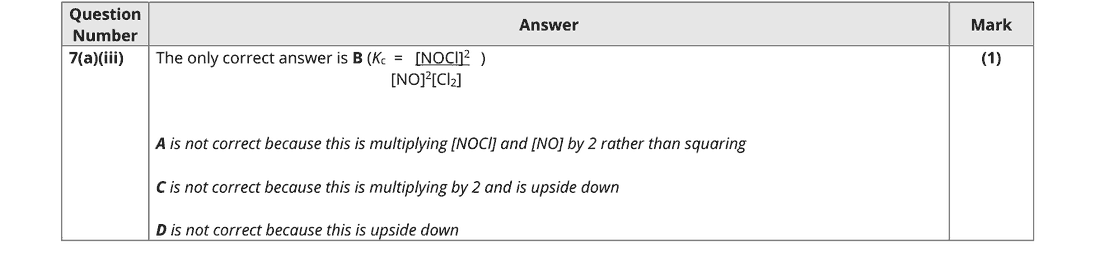 Question Number Answer Mark
7(a)(iii) The only correct answer is B (Kc = [NOCl]² ) (1)
[NO]²[Cl₂]
A is not correct because this is multiplying [NOCl] and [NO] by 2 rather than squaring
C is not correct because this is multiplying by 2 and is upside down
D is not correct because this is upside down